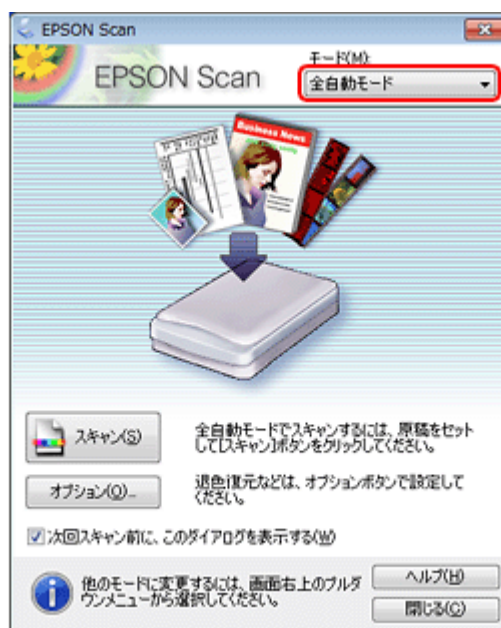 EPSON Scan
EPSON Scan
モード(M):
全自動モード
Business News
スキャン(S)
全自動モードでスキャンするには、原稿をセット
して[スキャン]ボタンをクリックしてください。
オプション(O)...
退色復元などは、オプションボタンで設定して
ください。
次回スキャン前に、このダイアログを表示する(W)
他のモードに変更するには、画面右上のプルダ
ウンメニューから選択してください。
ヘルプ(H)
閉じる(C)